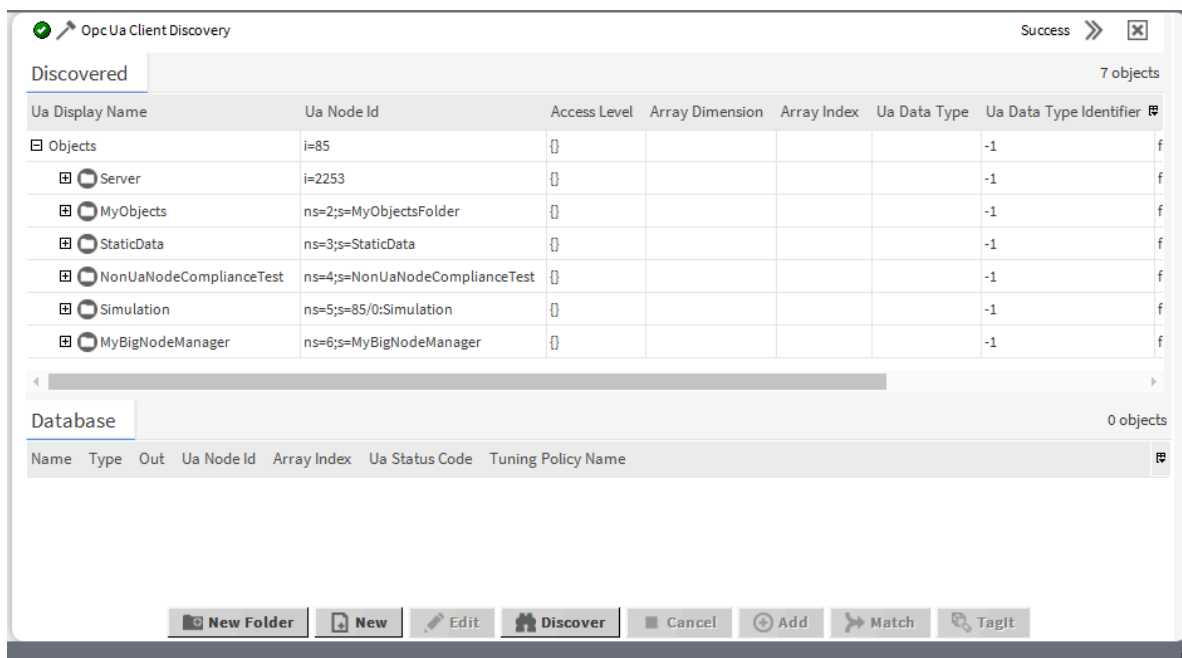 Opc Ua Client Discovery Success
Discovered 7 objects
Ua Display Name Ua Node Id Access Level Array Dimension Array Index Ua Data Type Ua Data Type Identifier
Objects i=85 {} -1 f
Server i=2253 {} -1 f
MyObjects ns=2;s=MyObjectsFolder {} -1 f
StaticData ns=3;s=StaticData {} -1 f
NonUaNodeComplianceTest ns=4;s=NonUaNodeComplianceTest {} -1 f
Simulation ns=5;s=85/0:Simulation {} -1 f
MyBigNodeManager ns=6;s=MyBigNodeManager {} -1 f
Database 0 objects
Name Type Out Ua Node Id Array Index Ua Status Code Tuning Policy Name
New Folder New Edit Discover Cancel Add Match TagIt